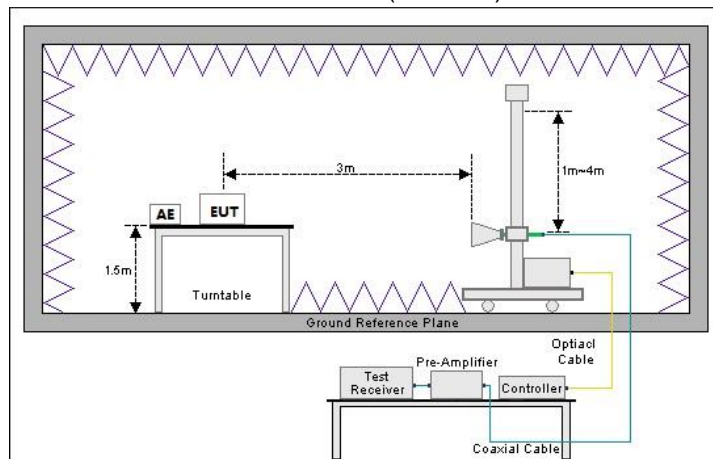 3m
1m~4m
AE
EUT
1.5m
Turntable
Ground Reference Plane
Optiacl
Cable
Pre-Amplifier
Test
Receiver
Controller
Coaxial Cable